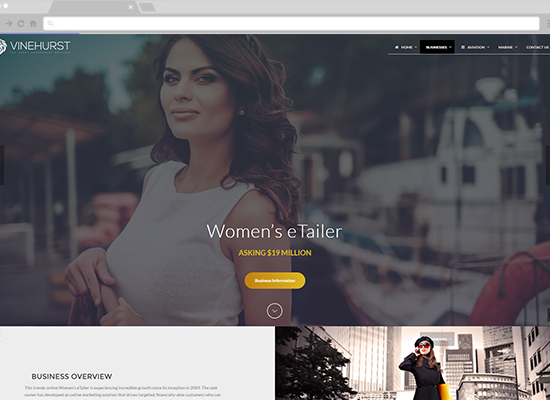 VINEHURST
HOME
BUSINESSES
AVIATION
MARINE
CONTACT US
Women's eTailer
ASKING $19 MILLION
Business Information
BUSINESS OVERVIEW
This trendy online Women's eTailer is experiencing incredible growth since its inception in 2009. The sole
owner has developed an online marketing solution that drives targeted, financially-able customers who can